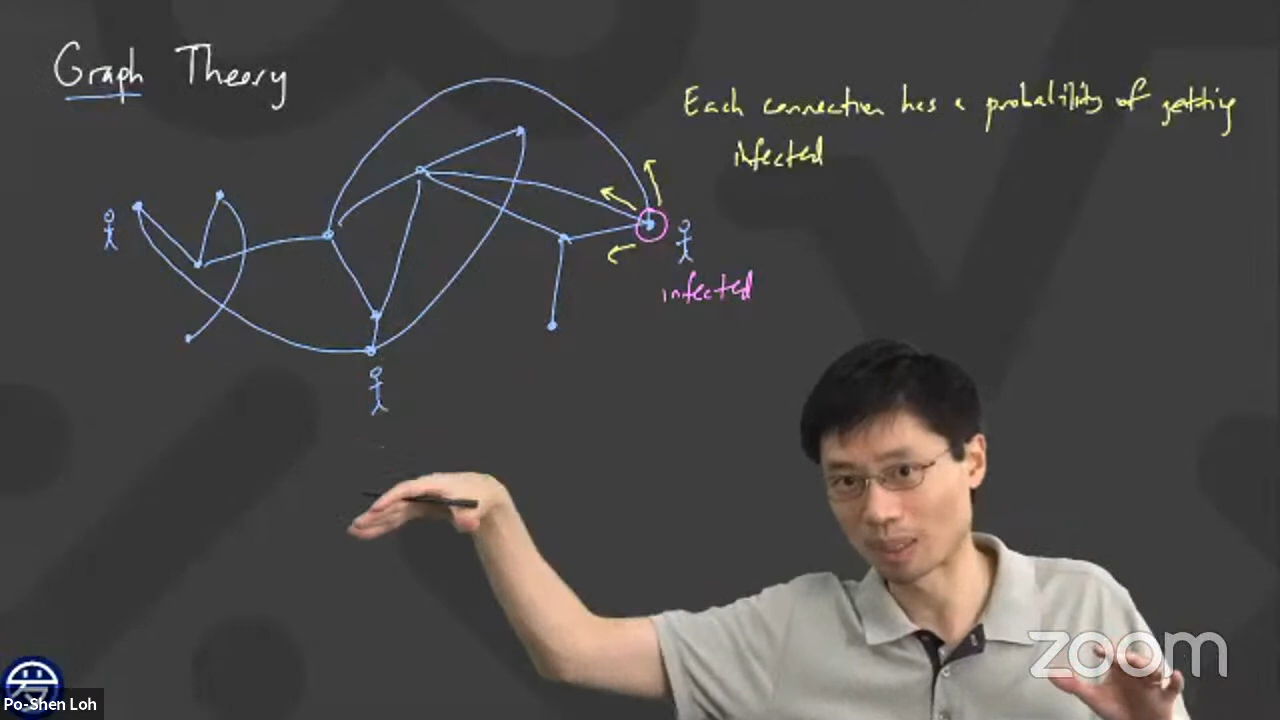 Graph Theory
Each connection has a probability of getting
infected
infected
zoom
Po-Shen Loh